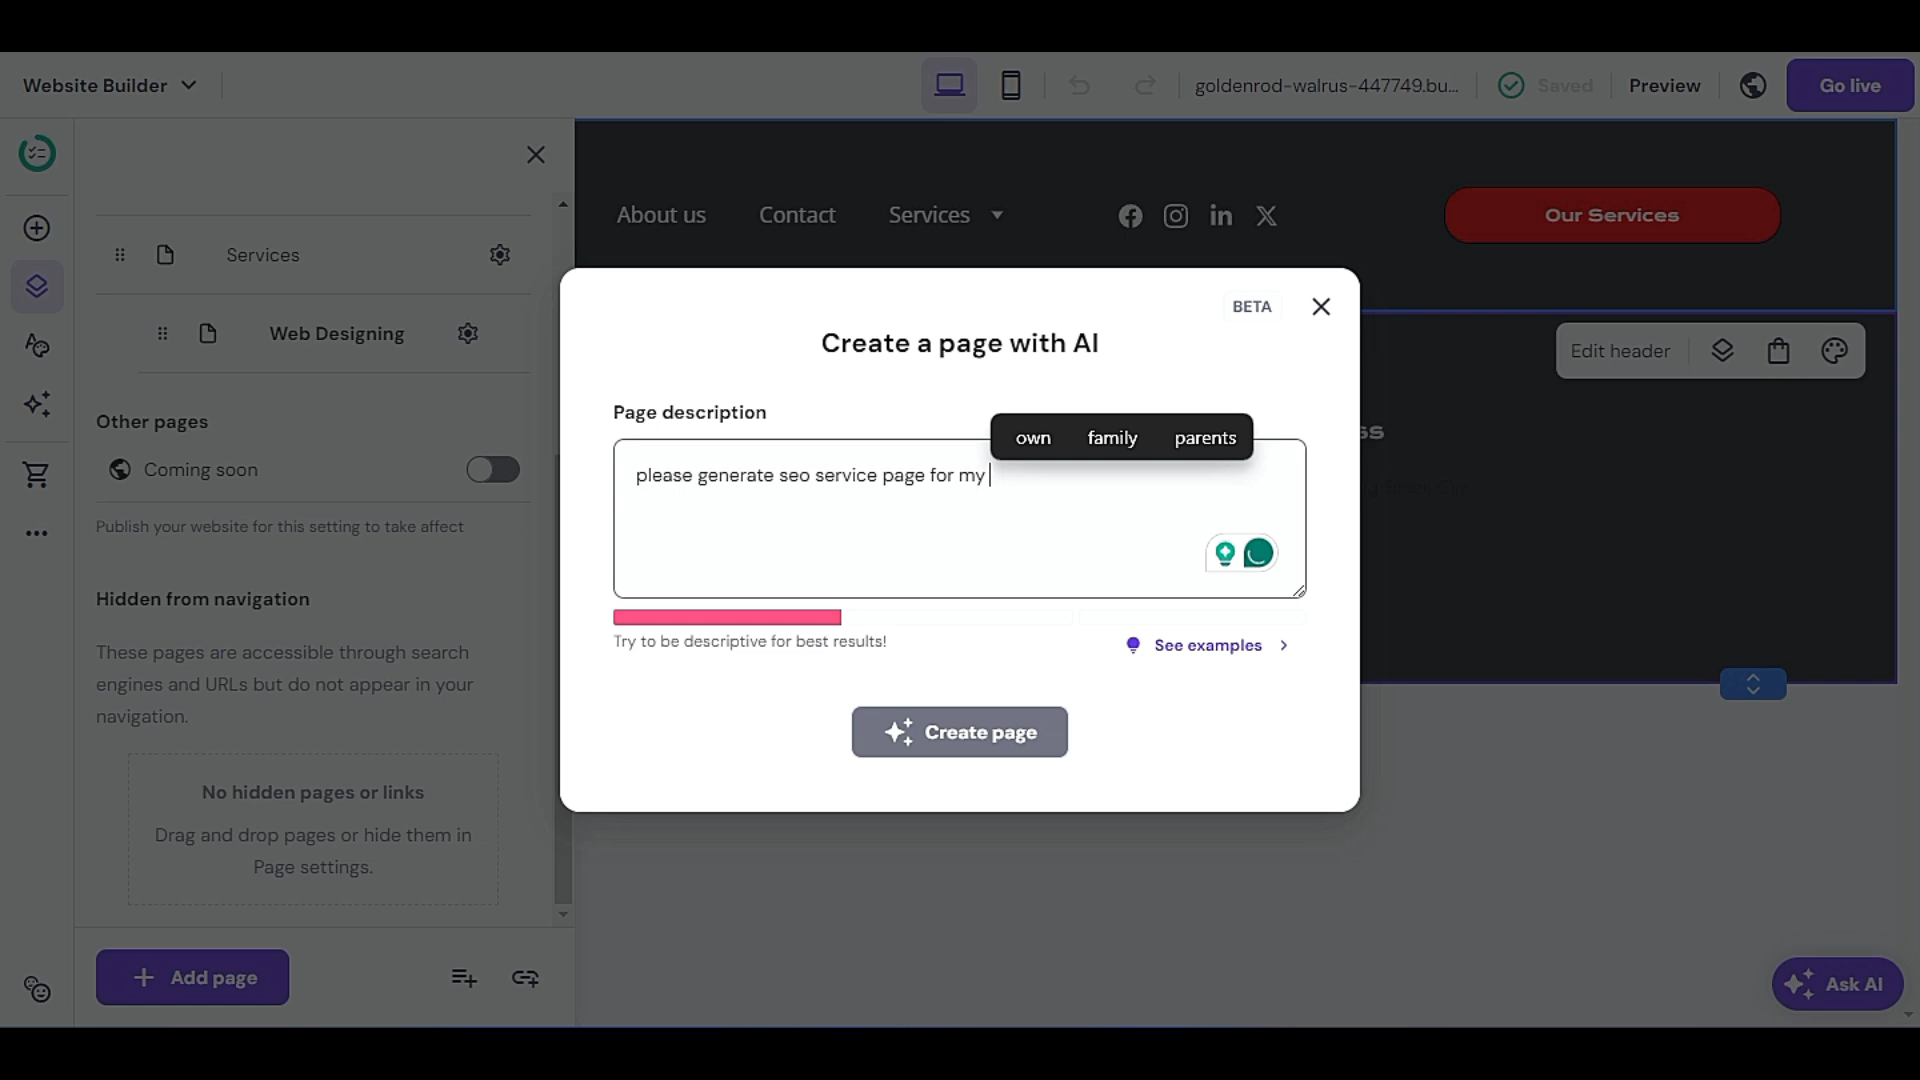 Website Builder
goldenrod-walrus-447749.bu...
Saved
Preview
Go live
About us
Contact
Services
Our Services
Services
Web Designing
Other pages
Coming soon
Publish your website for this setting to take affect
Hidden from navigation
These pages are accessible through search
engines and URLs but do not appear in your
navigation.
No hidden pages or links
Drag and drop pages or hide them in
Page settings.
Add page
Edit header
BETA
Create a page with AI
Page description
own family parents
please generate seo service page for my
Try to be descriptive for best results!
See examples
Create page
Ask AI